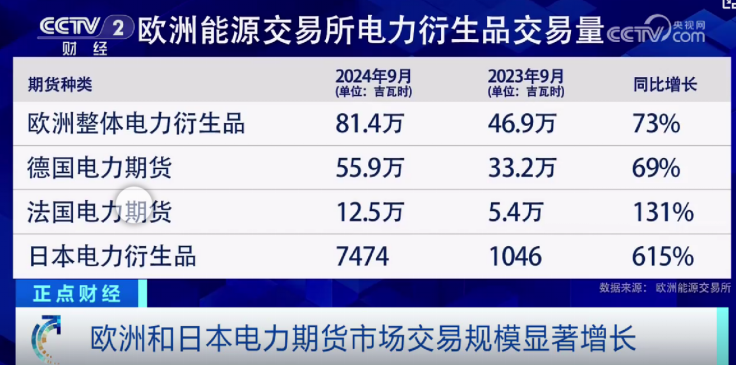 CCTV 2 财经
欧洲能源交易所电力衍生品交易量
CCTV.com 央视网
期货种类 2024年9月 (单位：吉瓦时) 2023年9月 (单位：吉瓦时) 同比增长
欧洲整体电力衍生品 81.4万 46.9万 73%
德国电力期货 55.9万 33.2万 69%
法国电力期货 12.5万 5.4万 131%
日本电力衍生品 7474 1046 615%
数据来源： 欧洲能源交易所
正点财经
欧洲和日本电力期货市场交易规模显著增长